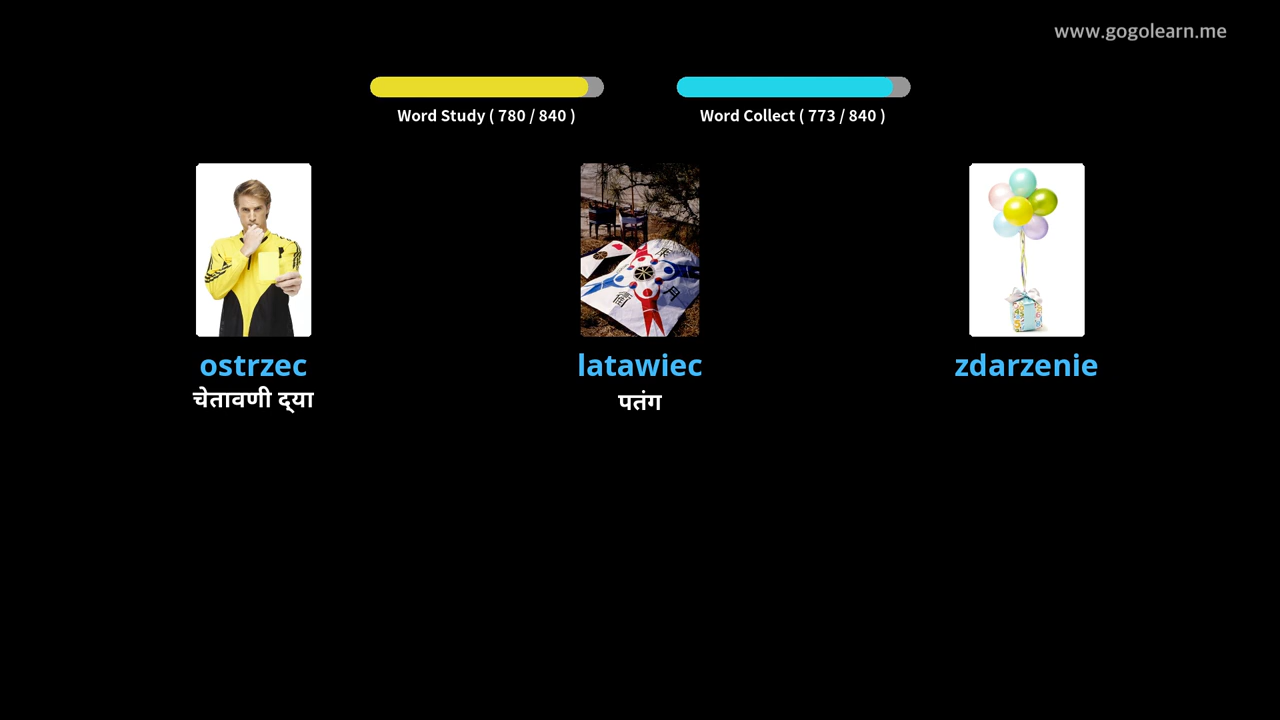 www.gogolearn.me
Word Study ( 780 / 840 )
Word Collect ( 773 / 840 )
ostrzec
चेतावणी द्या
latawiec
पतंग
zdarzenie